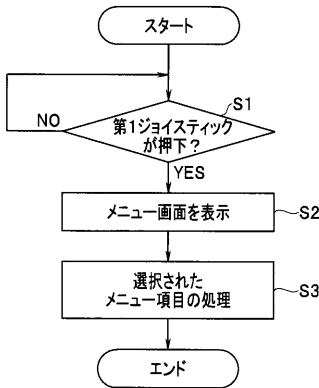 スタート
S1
第1ジョイスティック
が押下?
NO
YES
メニュー画面を表示
S2
選択された
メニュー項目の処理
S3
エンド